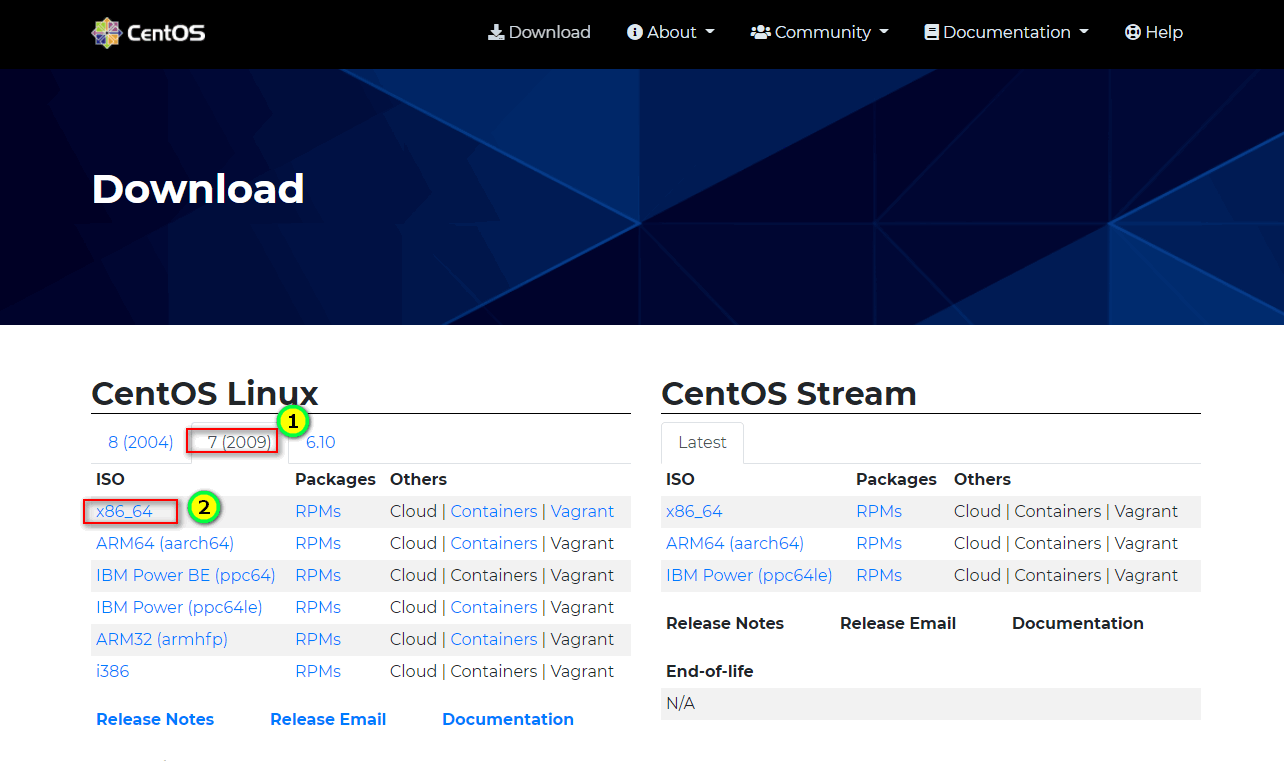 CentOS Download About Community Documentation Help
Download
CentOS Linux
1
8 (2004) 7 (2009) 6.10
ISO Packages Others
x86_64 2 RPMs Cloud | Containers | Vagrant
ARM64 (aarch64) RPMs Cloud | Containers | Vagrant
IBM Power BE (ppc64) RPMs Cloud | Containers | Vagrant
IBM Power (ppc64le) RPMs Cloud | Containers | Vagrant
ARM32 (armhfp) RPMs Cloud | Containers | Vagrant
i386 RPMs Cloud | Containers | Vagrant
Release Notes Release Email Documentation
CentOS Stream
Latest
ISO Packages Others
x86_64 RPMs Cloud | Containers | Vagrant
ARM64 (aarch64) RPMs Cloud | Containers | Vagrant
IBM Power (ppc64le) RPMs Cloud | Containers | Vagrant
Release Notes Release Email Documentation
End-of-life
N/A